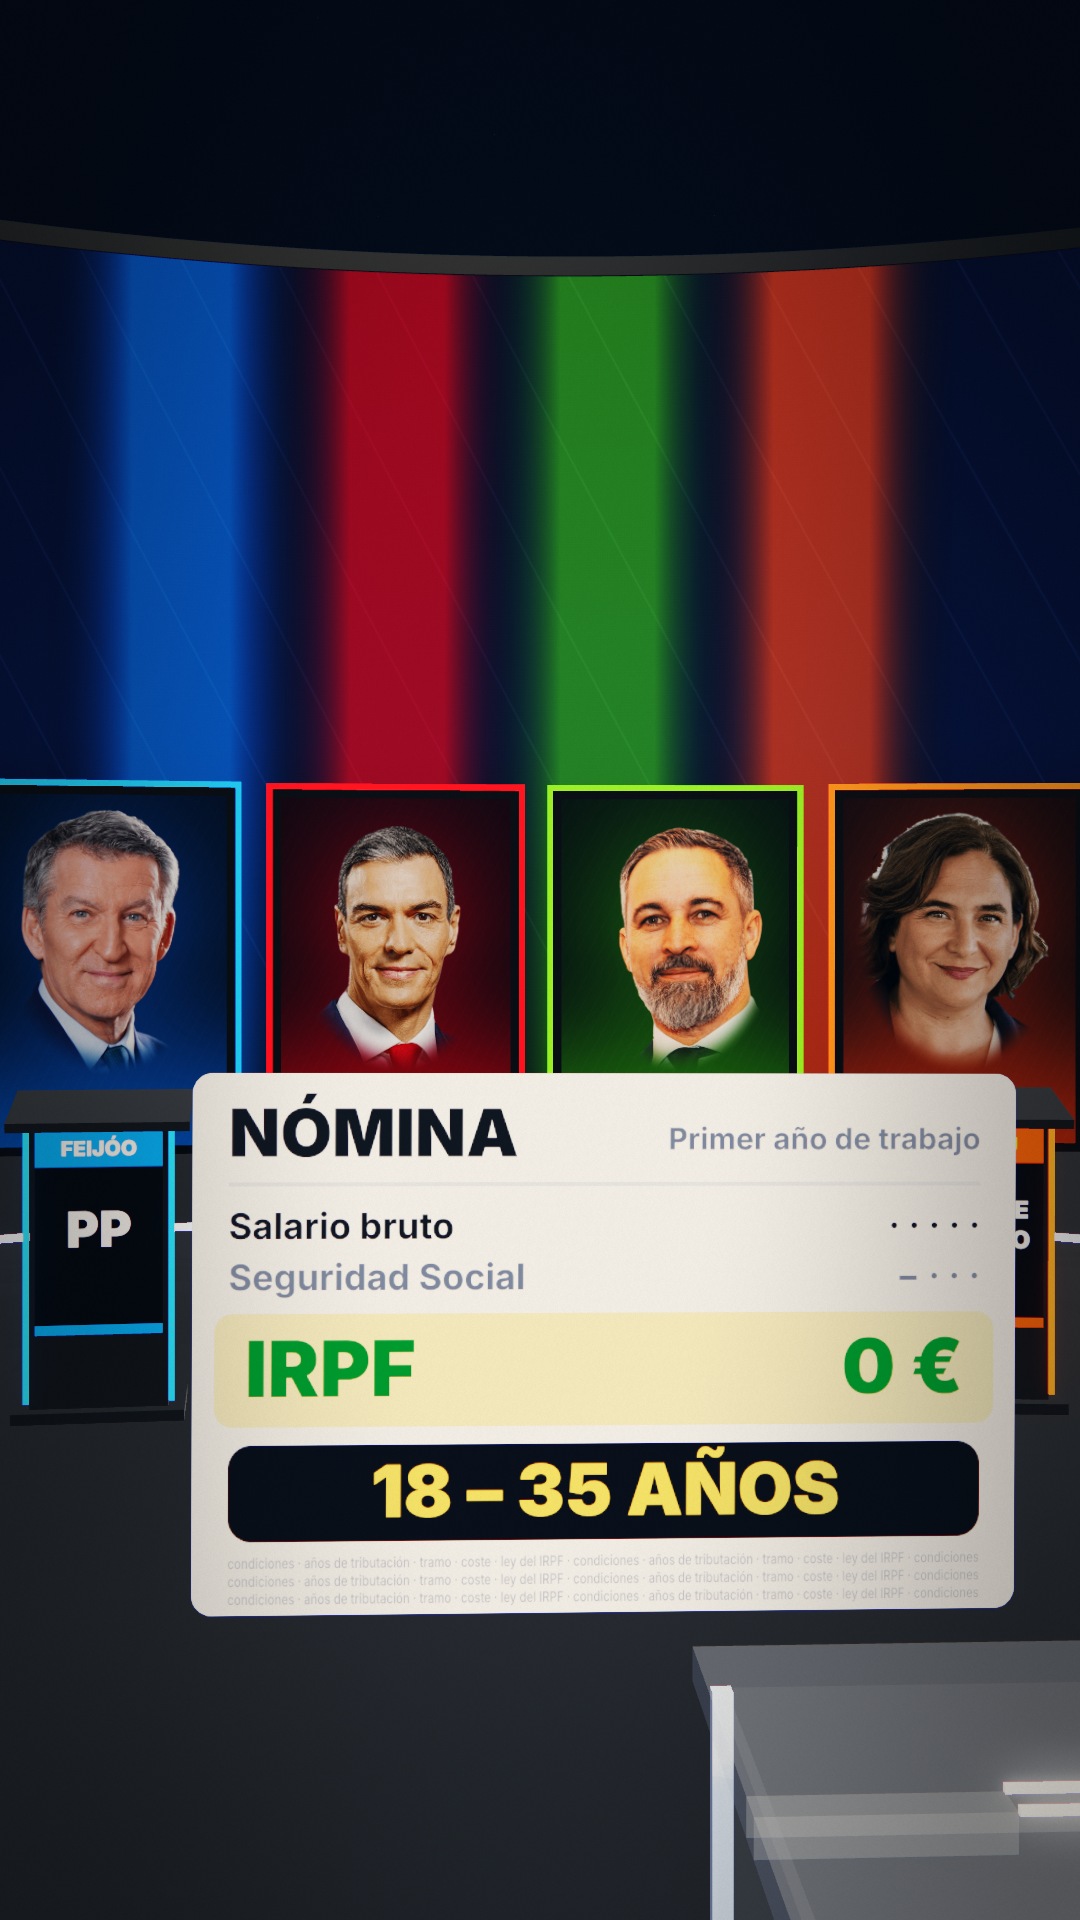 FEIJÓO
PP
E
O
NÓMINA
Primer año de trabajo
Salario bruto
·····
Seguridad Social
– ···
IRPF
0 €
18 – 35 AÑOS
condiciones · años de tributación · tramo · coste · ley del IRPF · condiciones · años de tributación · tramo · coste · ley del IRPF · condiciones
condiciones · años de tributación · tramo · coste · ley del IRPF · condiciones · años de tributación · tramo · coste · ley del IRPF · condiciones
condiciones · años de tributación · tramo · coste · ley del IRPF · condiciones · años de tributación · tramo · coste · ley del IRPF · condiciones